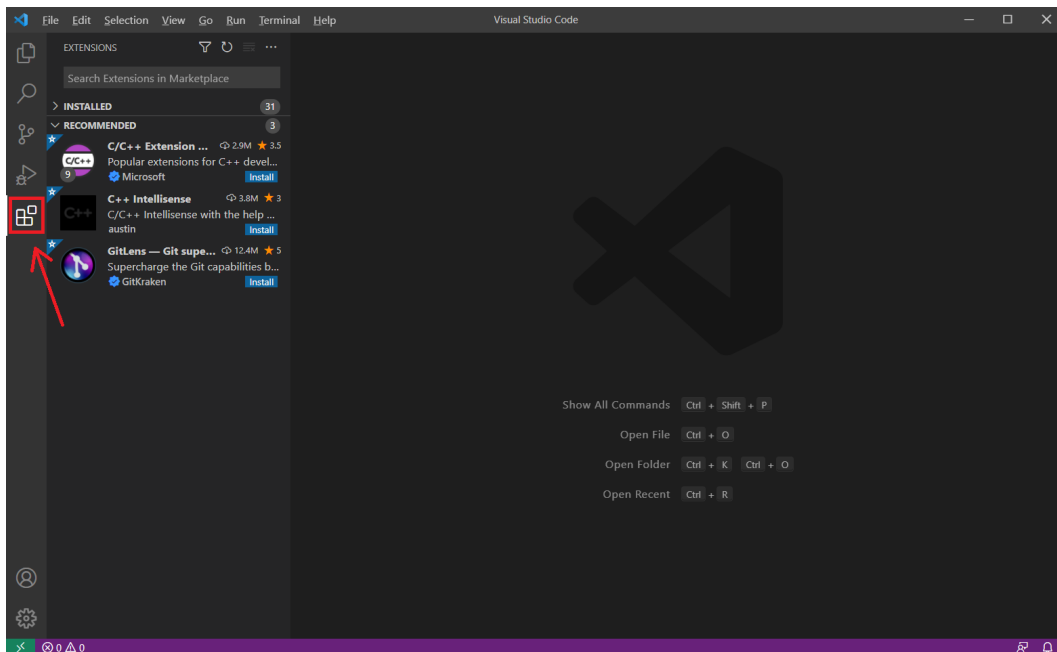 File Edit Selection View Go Run Terminal Help Visual Studio Code
EXTENSIONS
Search Extensions in Marketplace
INSTALLED 31
RECOMMENDED 3
C/C++ Extension ... 2.9M 3.5
Popular extensions for C++ devel...
Microsoft Install
C/C++
9
C++ Intellisense 3.8M 3
C/C++ Intellisense with the help ...
austin Install
C++
GitLens — Git supe... 12.4M 5
Supercharge the Git capabilities b...
GitKraken Install
Show All Commands Ctrl + Shift + P
Open File Ctrl + O
Open Folder Ctrl + K Ctrl + O
Open Recent Ctrl + R
0 0